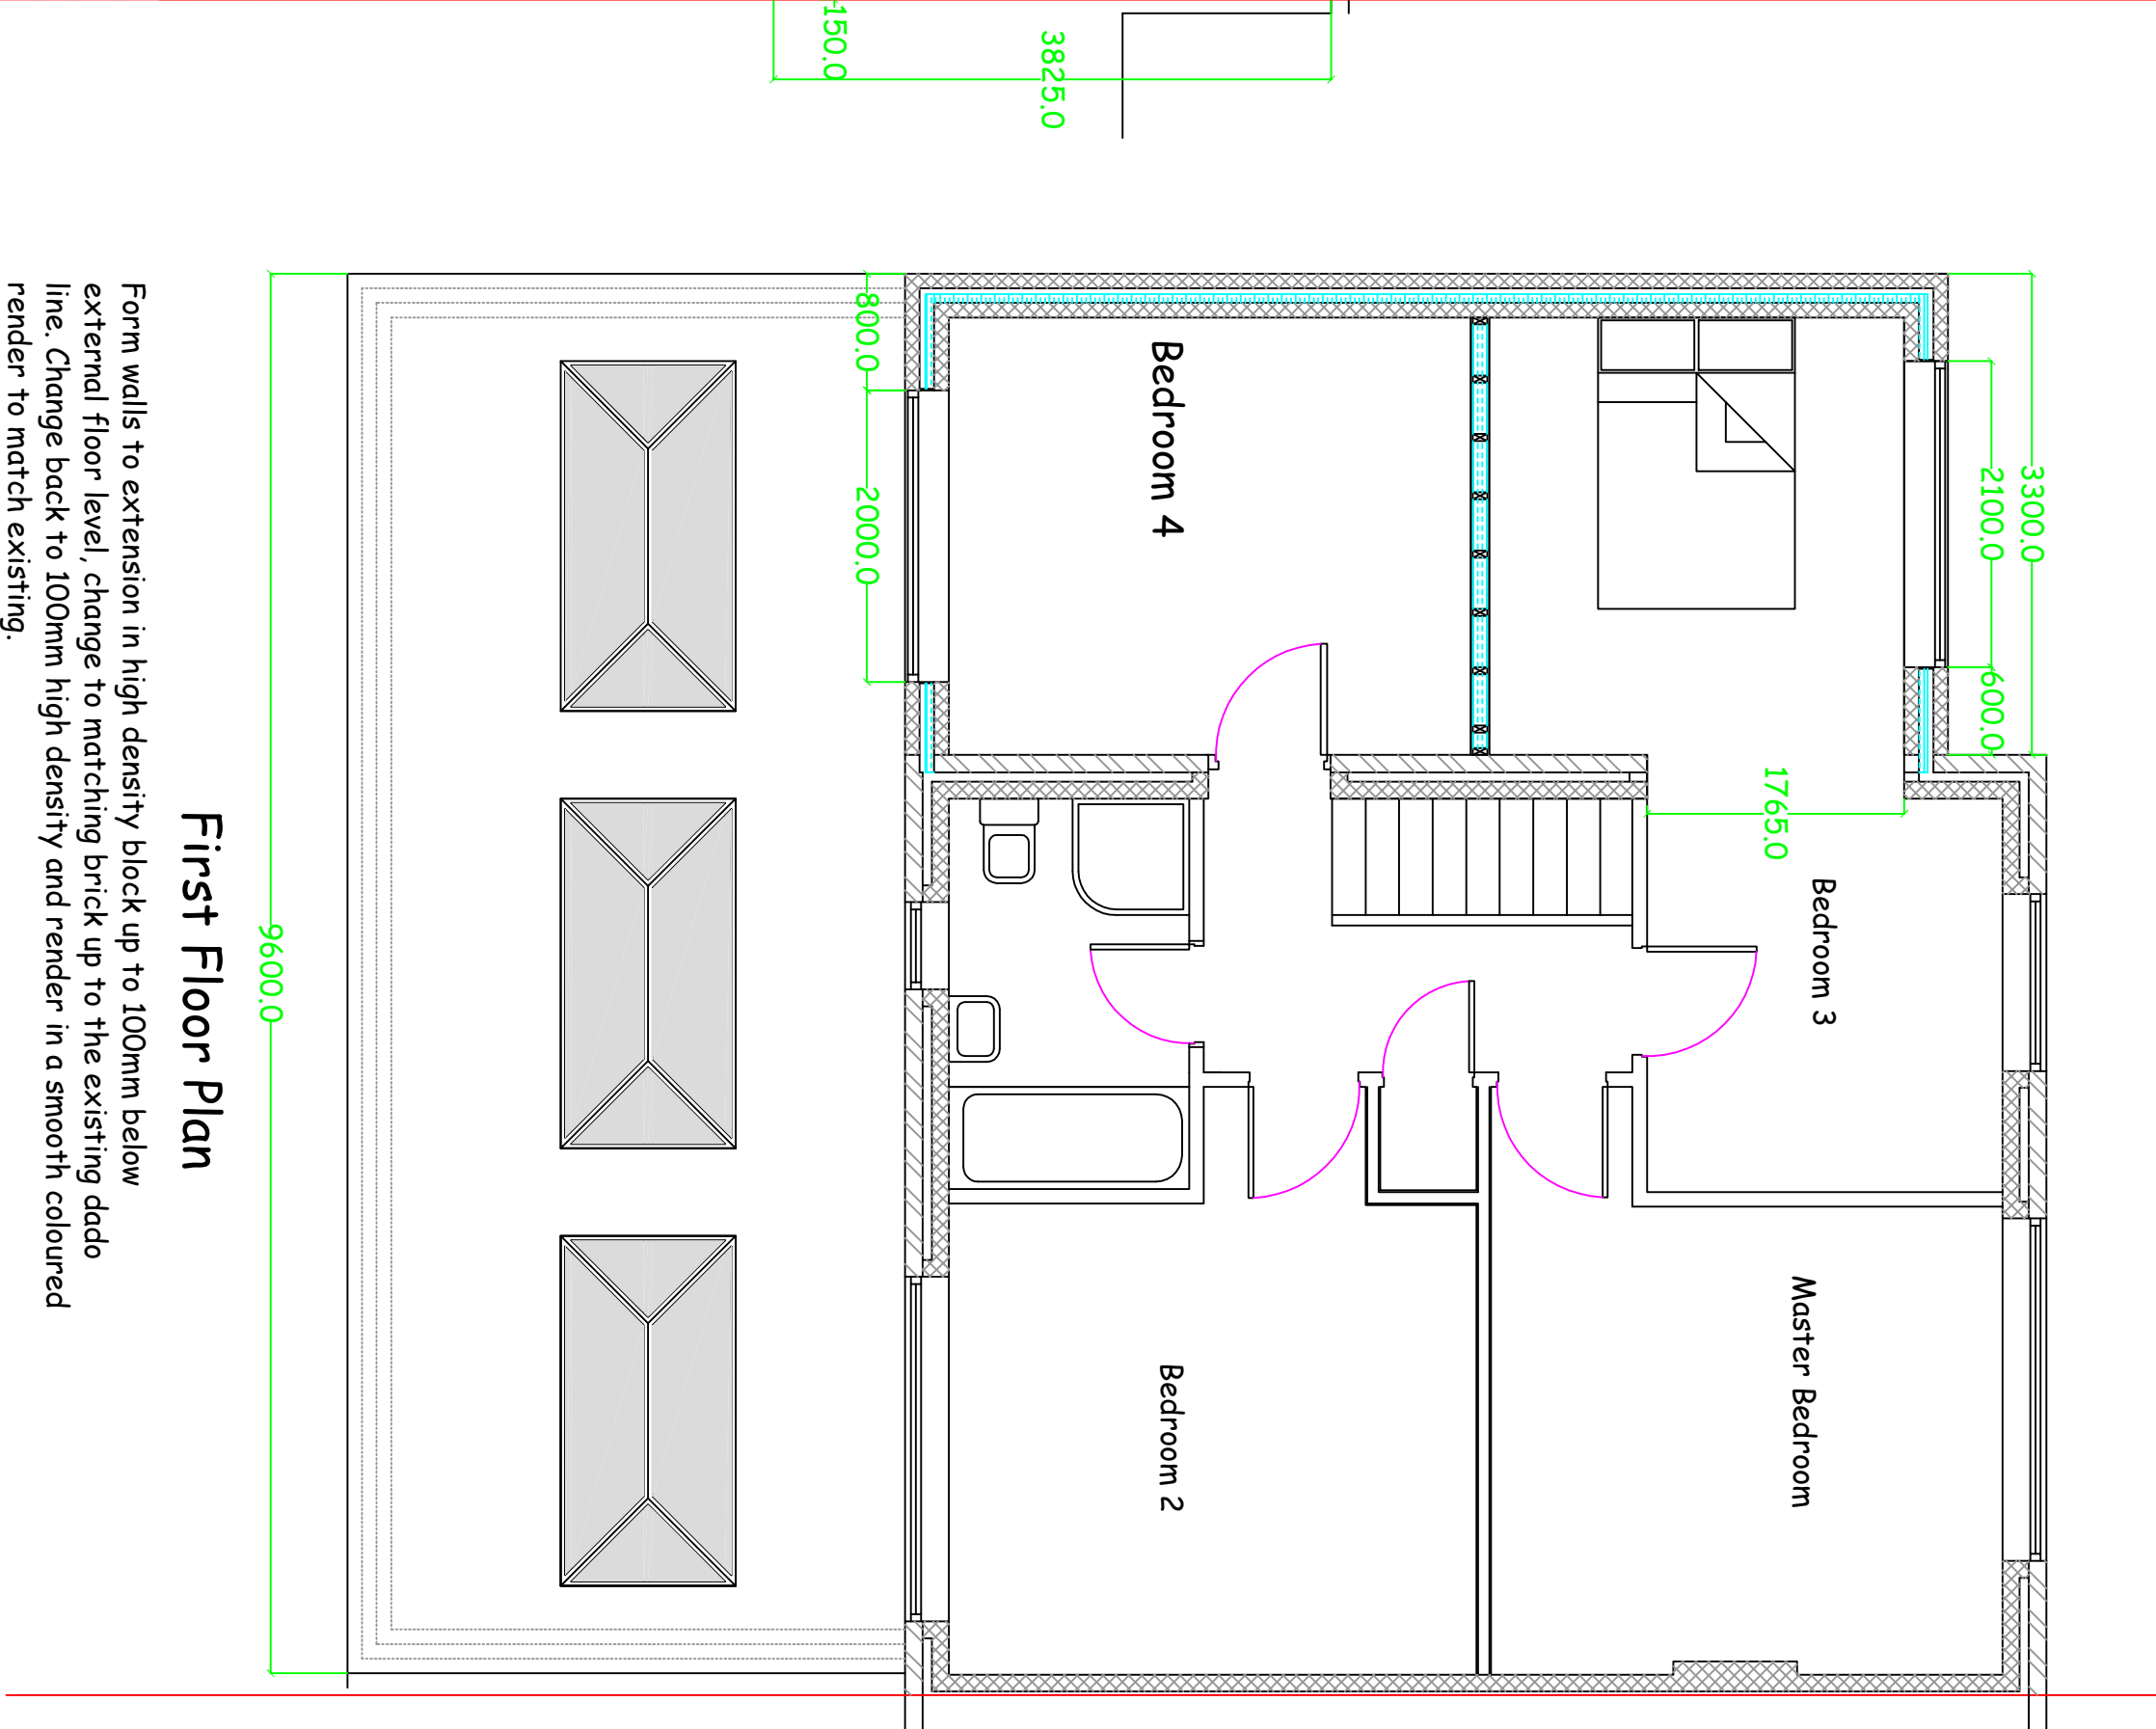 150.0
3825.0
3300.0
2100.0
600.0
800.0
2000.0
1765.0
9600.0
Bedroom 4
Bedroom 3
Master Bedroom
Bedroom 2
First Floor Plan
Form walls to extension in high density block up to 100mm below
external floor level, change to matching brick up to the existing dado
line. Change back to 100mm high density and render in a smooth coloured
render to match existing.